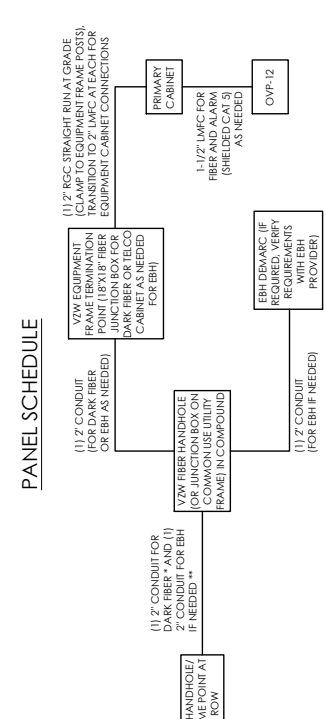 PANEL SCHEDULE
HANDHOLE/
ME POINT AT
ROW
(1) 2" CONDUIT FOR
DARK FIBER * AND (1)
2" CONDUIT FOR EBH
IF NEEDED **
VZW FIBER HANDHOLE
(OR JUNCTION BOX ON
COMMON USE UTILITY
FRAME) IN COMPOUND
(1) 2" CONDUIT
(FOR DARK FIBER
OR EBH AS NEEDED)
VZW EQUIPMENT
FRAME TERMINATION
POINT (18"X18" FIBER
JUNCTION BOX FOR
DARK FIBER OR TELCO
CABINET AS NEEDED
FOR EBH)
(1) 2" RGC STRAIGHT RUN AT GRADE
(CLAMP TO EQUIPMENT FRAME POSTS),
TRANSITION TO 2" LMFC AT EACH FOR
EQUIPMENT CABINET CONNECTIONS
PRIMARY
CABINET
1-1/2" LMFC FOR
FIBER AND ALARM
(SHIELDED CAT 5)
AS NEEDED
OVP-12
(1) 2" CONDUIT
(FOR EBH IF NEEDED)
EBH DEMARC (IF
REQUIRED, VERIFY
REQUIREMENTS
WITH EBH
PROVIDER)